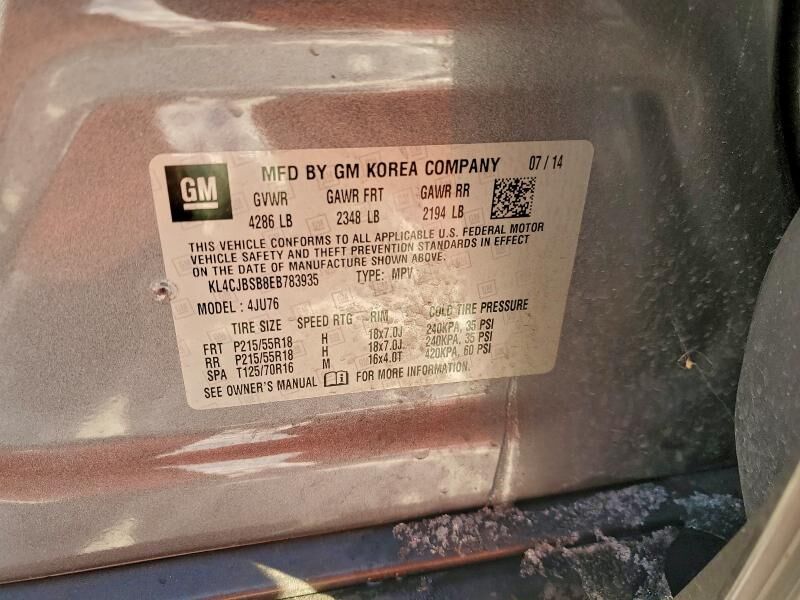 GM
MFD BY GM KOREA COMPANY 07 / 14
GVWR GAWR FRT GAWR RR
4286 LB 2348 LB 2194 LB
THIS VEHICLE CONFORMS TO ALL APPLICABLE U.S. FEDERAL MOTOR
VEHICLE SAFETY AND THEFT PREVENTION STANDARDS IN EFFECT
ON THE DATE OF MANUFACTURE SHOWN ABOVE.
KL4CJBSB8EB783935 TYPE: MPV
MODEL : 4JU76
TIRE SIZE SPEED RTG RIM COLD TIRE PRESSURE
FRT P215/55R18 H 18x7.0J 240KPA, 35 PSI
RR P215/55R18 H 18x7.0J 240KPA, 35 PSI
SPA T125/70R16 M 16x4.0T 420KPA, 60 PSI
SEE OWNER'S MANUAL FOR MORE INFORMATION.